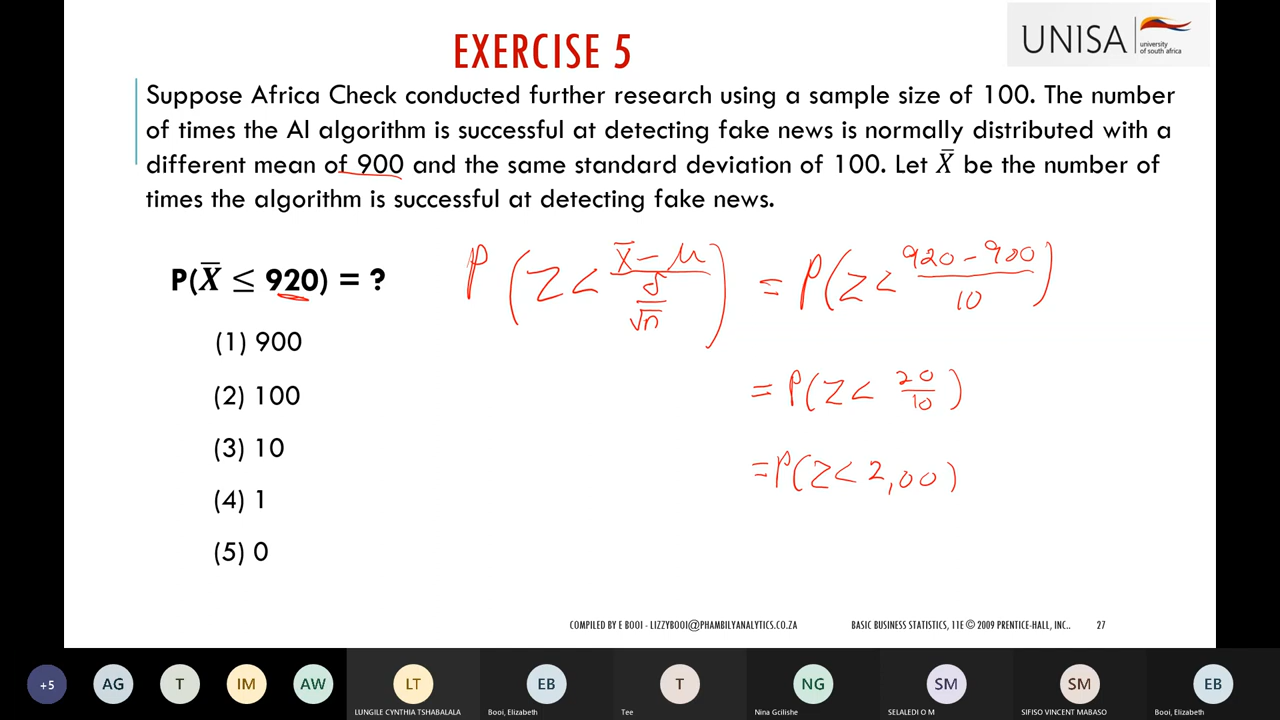 EXERCISE 5
UNISA
university
of south africa
Suppose Africa Check conducted further research using a sample size of 100. The number
of times the AI algorithm is successful at detecting fake news is normally distributed with a
different mean of 900 and the same standard deviation of 100. Let X̅ be the number of
times the algorithm is successful at detecting fake news.
P(X̅ ≤ 920) = ?
P(Z < (x̅ − μ)/(δ/√n)) = P(Z < (920 − 900)/10)
(1) 900
(2) 100
= P(Z < 20/10)
(3) 10
= P(Z < 2,00)
(4) 1
(5) 0
COMPILED BY E BOOI - LIZZYBOOI@PHAMBILYANALYTICS.CO.ZA
BASIC BUSINESS STATISTICS, 11E © 2009 PRENTICE-HALL, INC..
27
+5
AG
T
IM
AW
LT
EB
T
NG
SM
SM
EB
LUNGILE CYNTHIA TSHABALALA
Booi, Elizabeth
Tee
Nina Gcilishe
SELALEDI O M
SIFISO VINCENT MABASO
Booi, Elizabeth